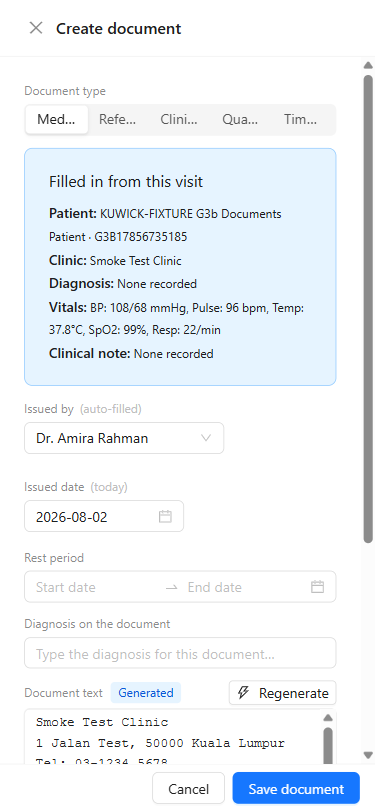 Create document
Document type
Med...
Refe...
Clini...
Qua...
Tim...
Filled in from this visit
Patient: KUWICK-FIXTURE G3b Documents
Patient · G3B17856735185
Clinic: Smoke Test Clinic
Diagnosis: None recorded
Vitals: BP: 108/68 mmHg, Pulse: 96 bpm, Temp:
37.8°C, SpO2: 99%, Resp: 22/min
Clinical note: None recorded
Issued by (auto-filled)
Dr. Amira Rahman
Issued date (today)
2026-08-02
Rest period
Start date → End date
Diagnosis on the document
Type the diagnosis for this document...
Document text Generated Regenerate
Smoke Test Clinic
1 Jalan Test, 50000 Kuala Lumpur
Tel: 03-1234 5678
Cancel
Save document